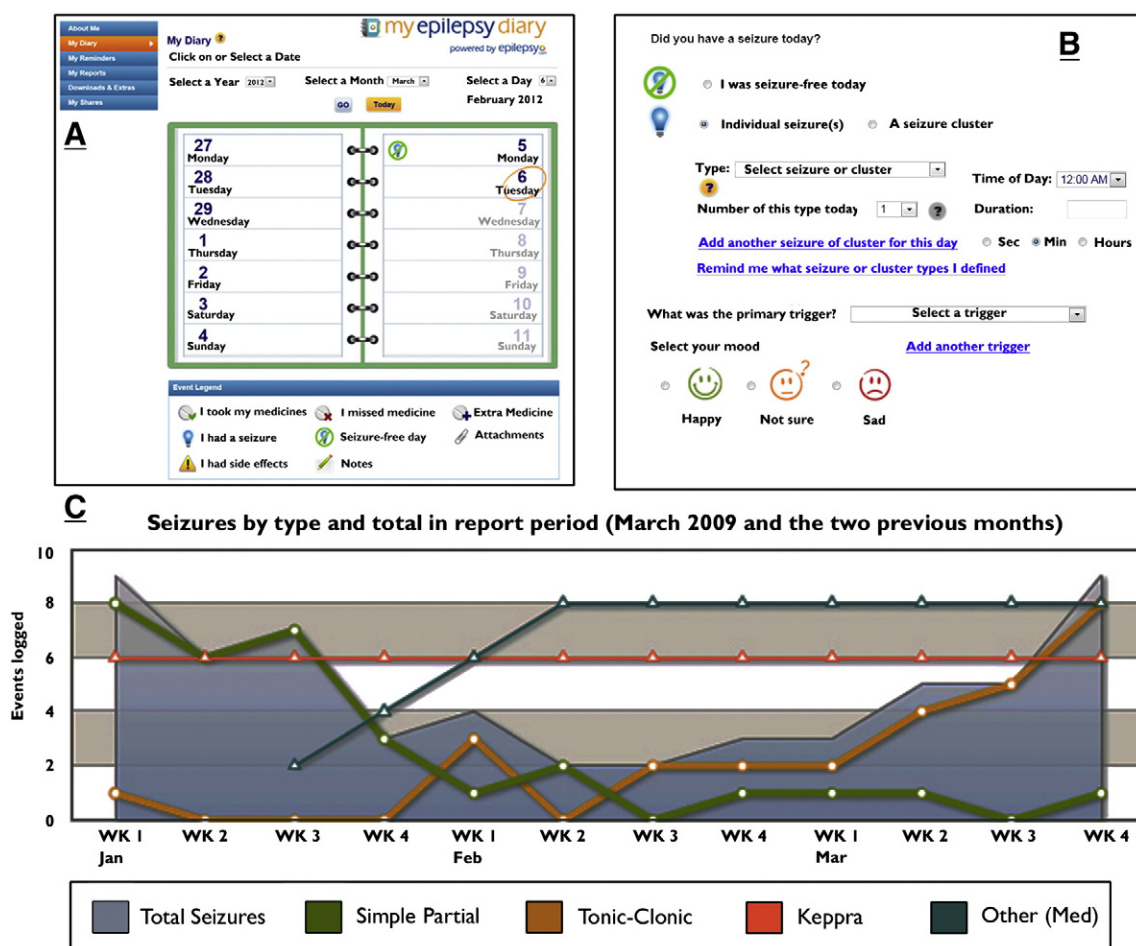 About Me
My Diary
My Reminders
My Reports
Downloads & Extras
My Shares
A
My Diary ?
Click on or Select a Date
my epilepsy diary
powered by epilepsy.com
Select a Year 2012 Select a Month March Select a Day 6
GO Today February 2012
27
Monday
28
Tuesday
29
Wednesday
1
Thursday
2
Friday
3
Saturday
4
Sunday
5
Monday
6
Tuesday
7
Wednesday
8
Thursday
9
Friday
10
Saturday
11
Sunday
Event Legend
I took my medicines I missed medicine Extra Medicine
I had a seizure Seizure-free day Attachments
I had side effects Notes
B
Did you have a seizure today?
I was seizure-free today
Individual seizure(s) A seizure cluster
Type: Select seizure or cluster Time of Day: 12:00 AM
?
Number of this type today 1 ? Duration:
Add another seizure of cluster for this day Sec Min Hours
Remind me what seizure or cluster types I defined
What was the primary trigger? Select a trigger
Select your mood Add another trigger
?
Happy Not sure Sad
C
Seizures by type and total in report period (March 2009 and the two previous months)
Events logged
10
8
6
4
2
0
WK 1 WK 2 WK 3 WK 4 WK 1 WK 2 WK 3 WK 4 WK 1 WK 2 WK 3 WK 4
Jan Feb Mar
Total Seizures Simple Partial Tonic-Clonic Keppra Other (Med)